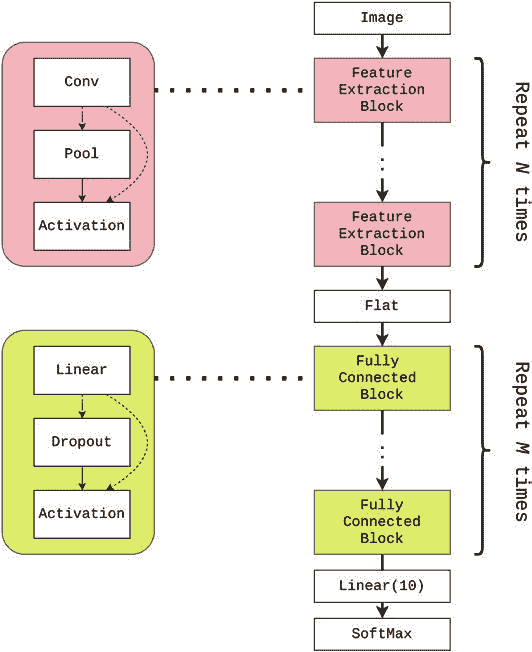 Image
Conv
Pool
Activation
Feature
Extraction
Block
Feature
Extraction
Block
Repeat N times
Flat
Linear
Dropout
Activation
Fully
Connected
Block
Fully
Connected
Block
Repeat M times
Linear(10)
SoftMax